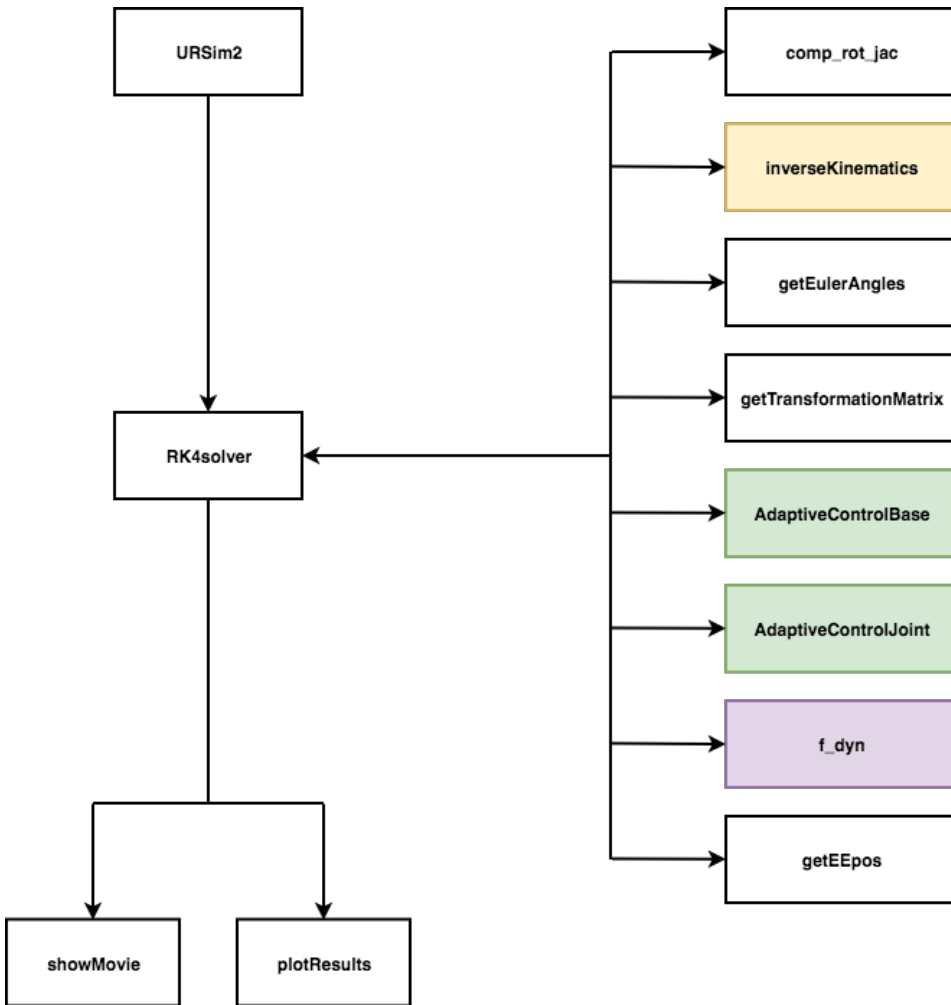 URSim2
comp_rot_jac
inverseKinematics
getEulerAngles
getTransformationMatrix
RK4solver
AdaptiveControlBase
AdaptiveControlJoint
f_dyn
getEEpos
showMovie
plotResults